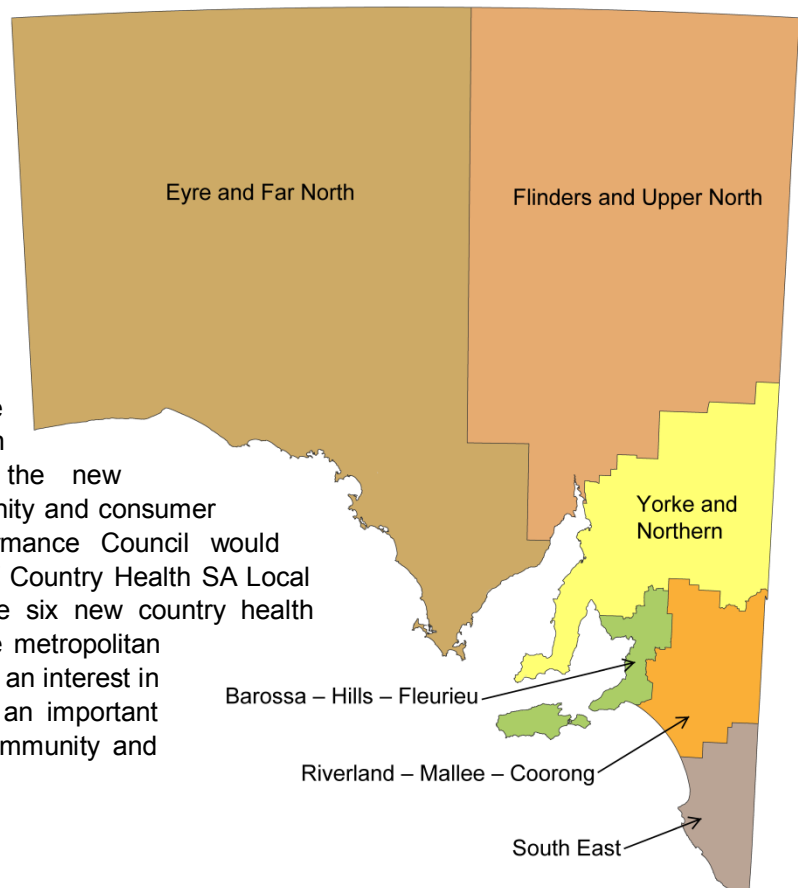 Eyre and Far North
Flinders and Upper North
the new
nity and consumer
rmance Council would
Country Health SA Local
e six new country health
e metropolitan
an interest in
an important
mmunity and
Yorke and
Northern
Barossa – Hills – Fleurieu
Riverland – Mallee – Coorong
South East